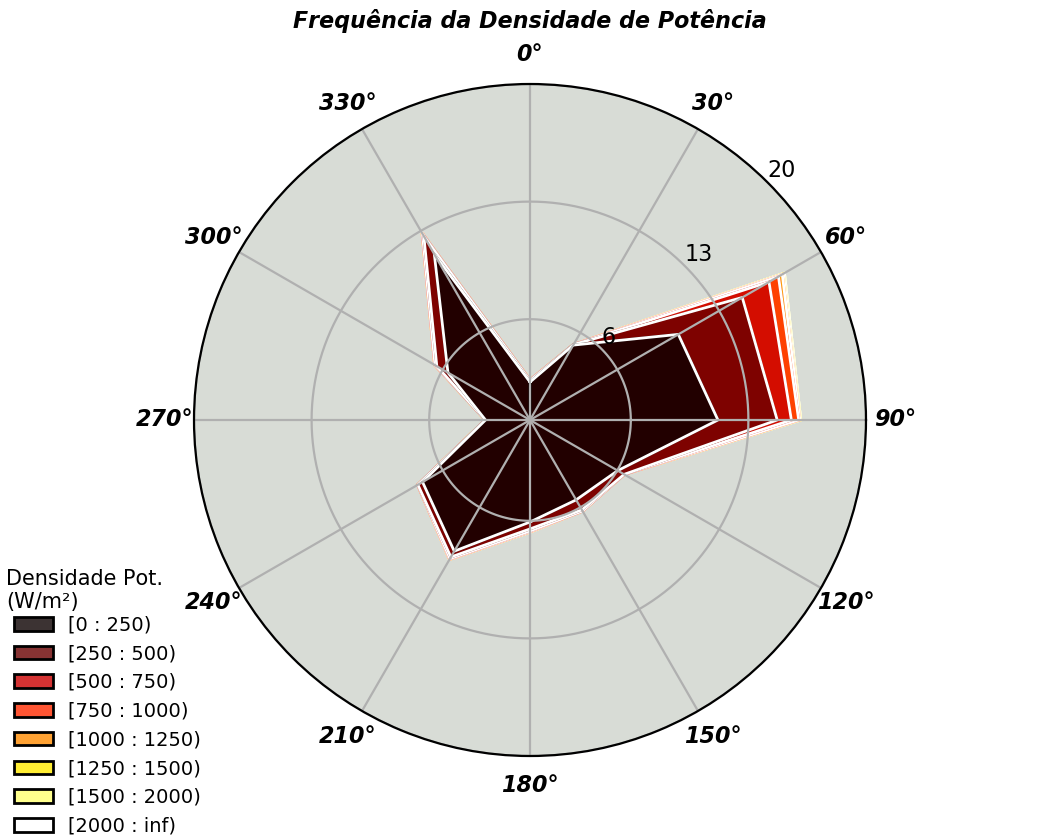 Frequência da Densidade de Potência
0°
330°
30°
20
300°
60°
13
6
270°
90°
240°
120°
210°
150°
180°
Densidade Pot.
(W/m²)
[0 : 250)
[250 : 500)
[500 : 750)
[750 : 1000)
[1000 : 1250)
[1250 : 1500)
[1500 : 2000)
[2000 : inf)